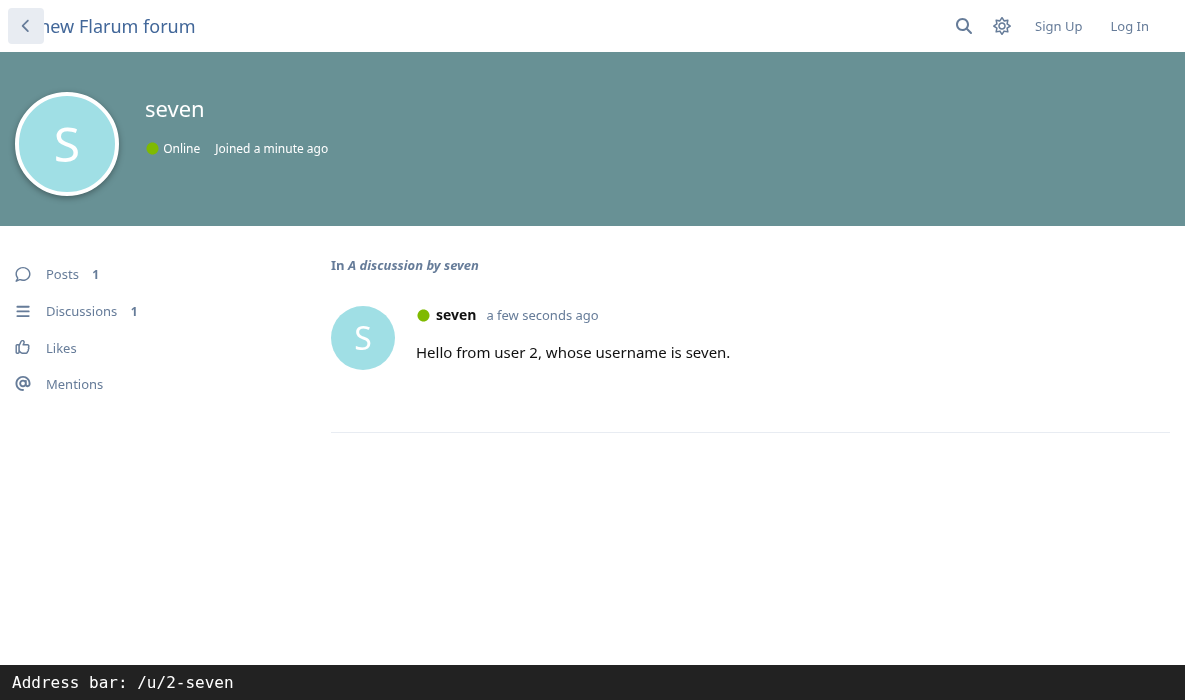 new Flarum forum
Sign Up
Log In
S
seven
Online Joined a minute ago
Posts 1
Discussions 1
Likes
Mentions
In A discussion by seven
S
seven a few seconds ago
Hello from user 2, whose username is seven.
Address bar: /u/2-seven